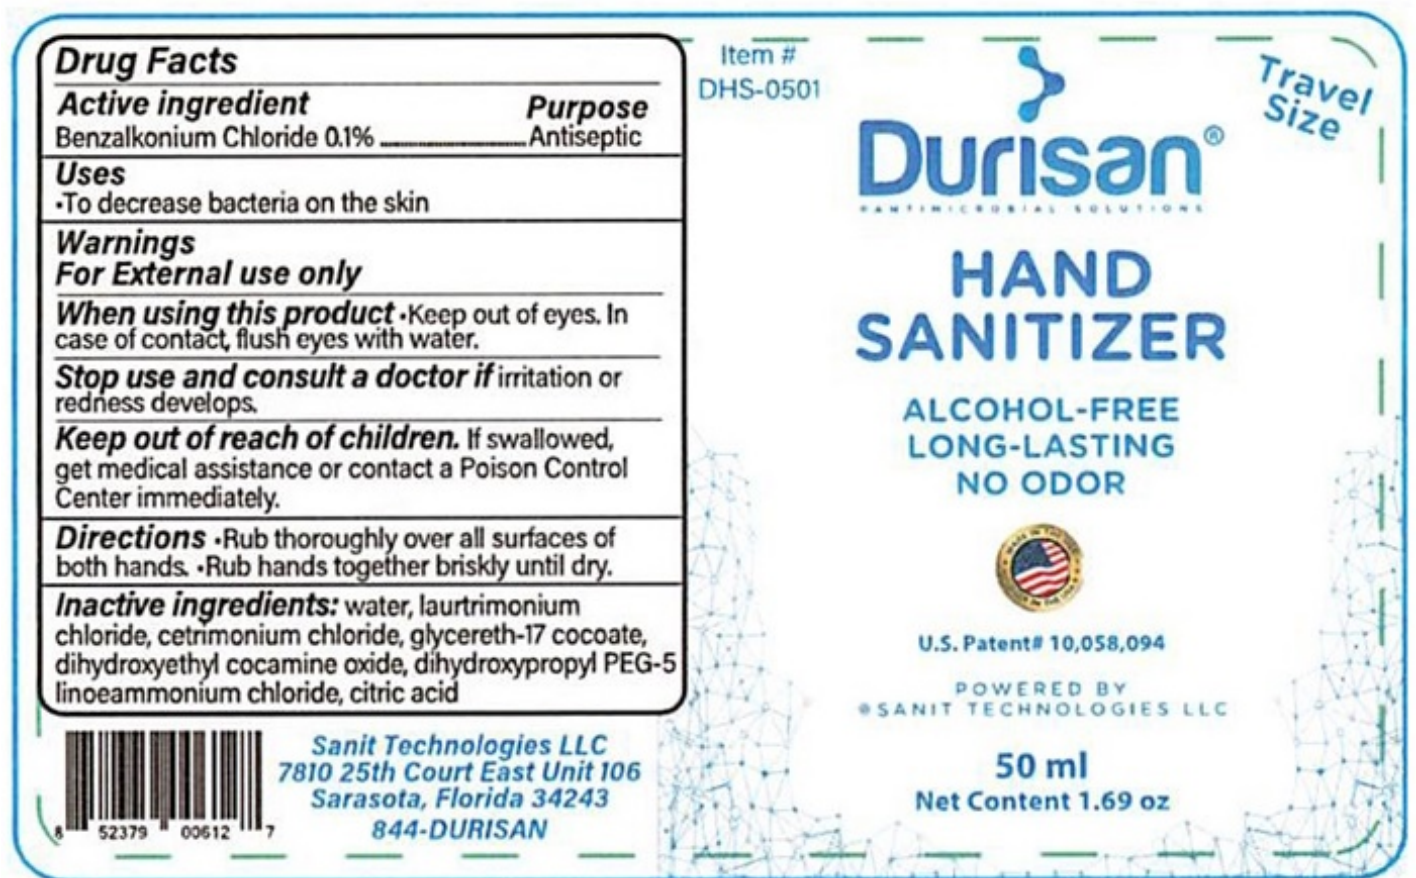 Drug Facts
Active ingredient Purpose
Benzalkonium Chloride 0.1% Antiseptic
Uses
•To decrease bacteria on the skin
Warnings
For External use only
When using this product •Keep out of eyes. In
case of contact, flush eyes with water.
Stop use and consult a doctor if irritation or
redness develops.
Keep out of reach of children. If swallowed,
get medical assistance or contact a Poison Control
Center immediately.
Directions •Rub thoroughly over all surfaces of
both hands. •Rub hands together briskly until dry.
Inactive ingredients: water, laurtrimonium
chloride, cetrimonium chloride, glycereth-17 cocoate,
dihydroxyethyl cocamine oxide, dihydroxypropyl PEG-5
linoeammonium chloride, citric acid
8 52379 00612 7
Sanit Technologies LLC
7810 25th Court East Unit 106
Sarasota, Florida 34243
844-DURISAN
Item #
DHS-0501
Travel
Size
Durisan®
ANTIMICROBIAL SOLUTIONS
HAND
SANITIZER
ALCOHOL-FREE
LONG-LASTING
NO ODOR
MADE IN THE USA
U.S. Patent# 10,058,094
POWERED BY
®SANIT TECHNOLOGIES LLC
50 ml
Net Content 1.69 oz